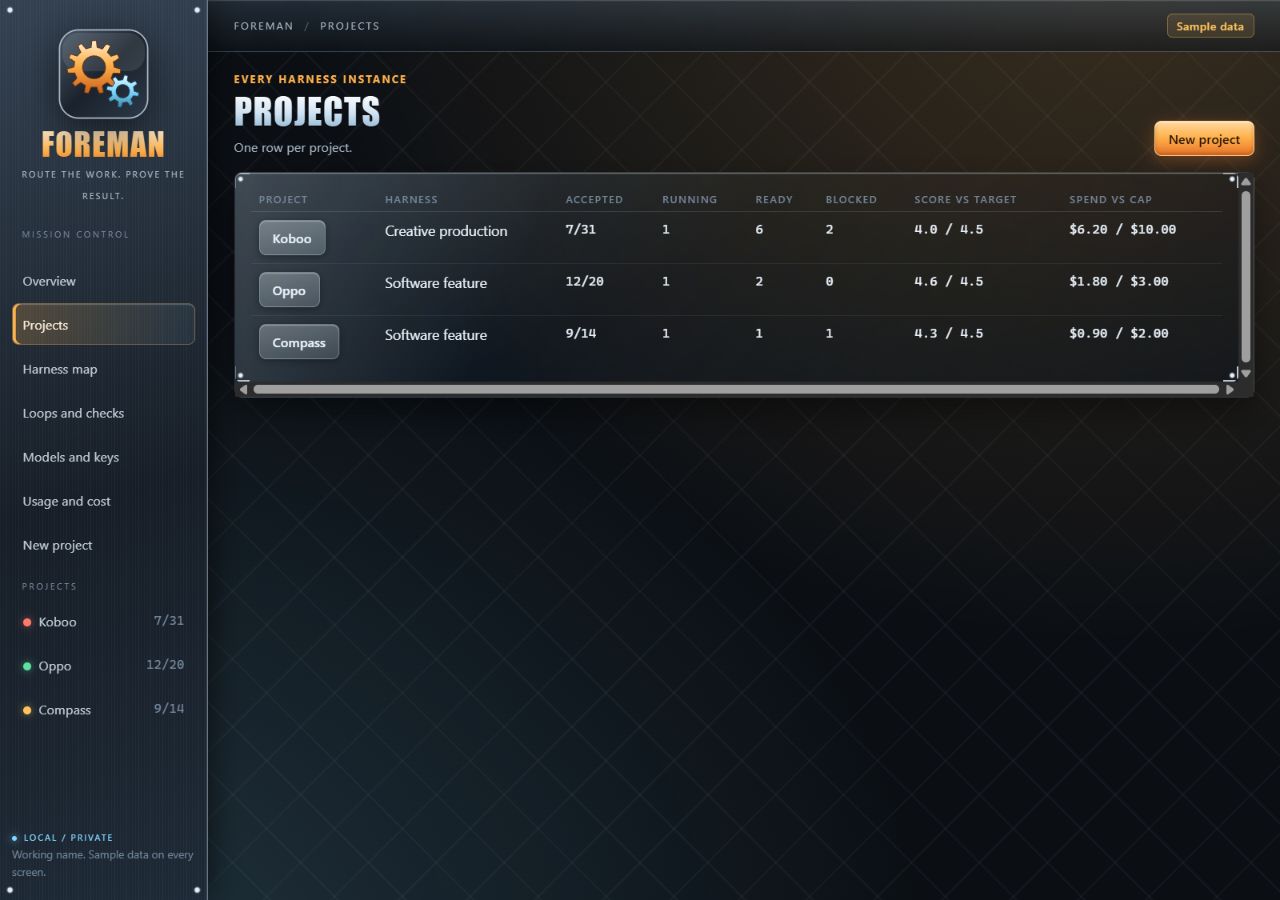 FOREMAN
ROUTE THE WORK. PROVE THE
RESULT.
MISSION CONTROL
Overview
Projects
Harness map
Loops and checks
Models and keys
Usage and cost
New project
PROJECTS
Koboo 7/31
Oppo 12/20
Compass 9/14
LOCAL / PRIVATE
Working name. Sample data on every
screen.
FOREMAN / PROJECTS
Sample data
EVERY HARNESS INSTANCE
PROJECTS
One row per project.
New project
PROJECT HARNESS ACCEPTED RUNNING READY BLOCKED SCORE VS TARGET SPEND VS CAP
Koboo Creative production 7/31 1 6 2 4.0 / 4.5 $6.20 / $10.00
Oppo Software feature 12/20 1 2 0 4.6 / 4.5 $1.80 / $3.00
Compass Software feature 9/14 1 1 1 4.3 / 4.5 $0.90 / $2.00